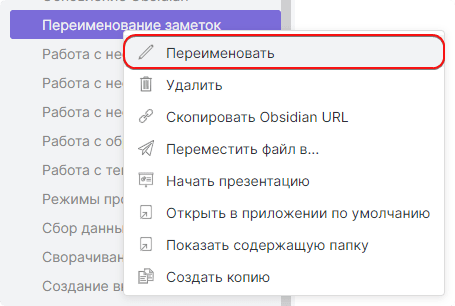 Переименование заметок
Переименовать
Работа с не
Удалить
Работа с не
Скопировать Obsidian URL
Работа с не
Переместить файл в...
Работа с об
Начать презентацию
Работа с те
Режимы про
Открыть в приложении по умолчанию
Сбор данны
Показать содержащую папку
Сворачиван
Создать копию
Создание вн